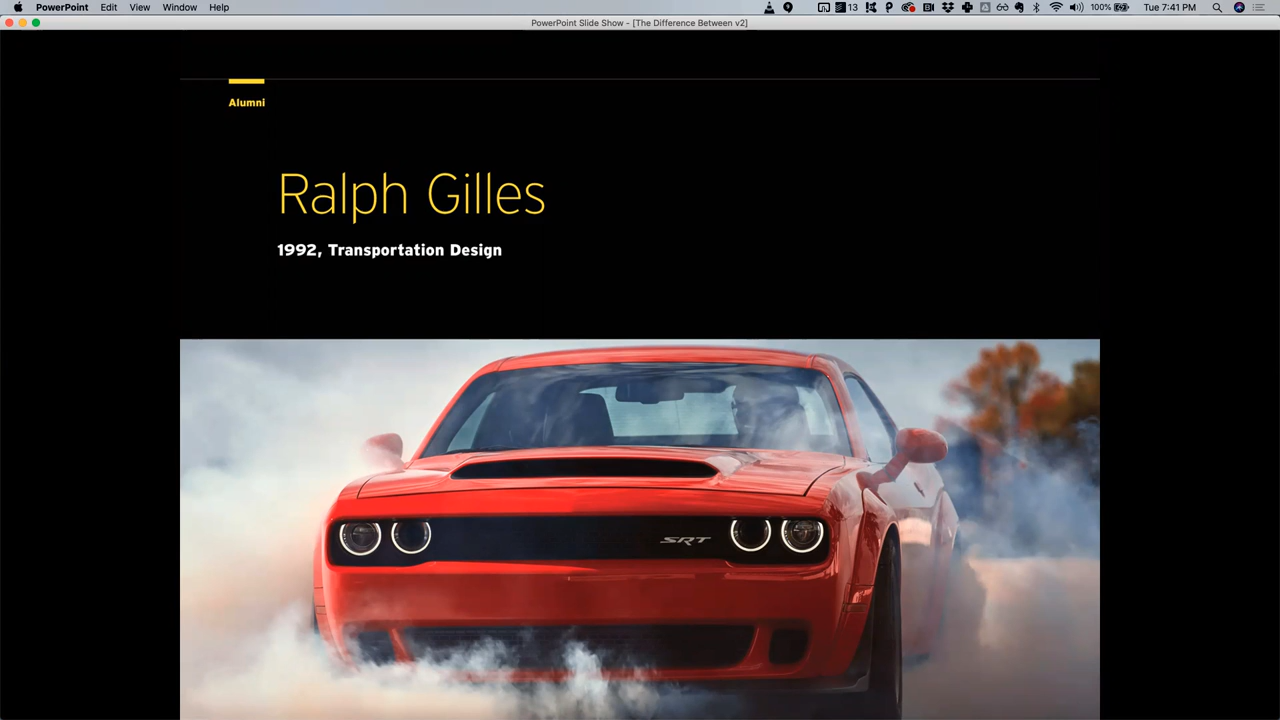 PowerPoint Edit View Window Help 13 100% Tue 7:41 PM
PowerPoint Slide Show - [The Difference Between v2]
Alumni
Ralph Gilles
1992, Transportation Design
SRT